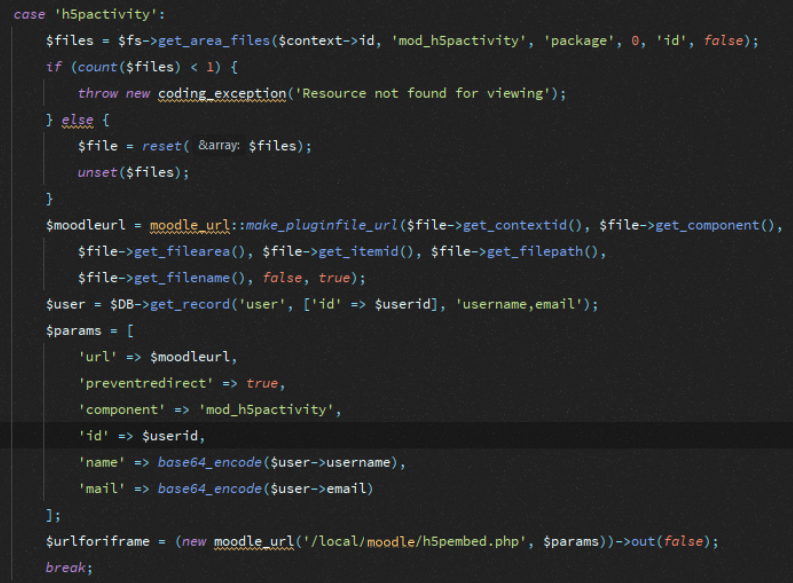 case 'h5pactivity':
$files = $fs->get_area_files($context->id, 'mod_h5pactivity', 'package', 0, 'id', false);
if (count($files) < 1) {
throw new coding_exception('Resource not found for viewing');
} else {
$file = reset( &array: $files);
unset($files);
}
$moodleurl = moodle_url::make_pluginfile_url($file->get_contextid(), $file->get_component(),
$file->get_filearea(), $file->get_itemid(), $file->get_filepath(),
$file->get_filename(), false, true);
$user = $DB->get_record('user', ['id' => $userid], 'username,email');
$params = [
'url' => $moodleurl,
'preventredirect' => true,
'component' => 'mod_h5pactivity',
'id' => $userid,
'name' => base64_encode($user->username),
'mail' => base64_encode($user->email)
];
$urlforiframe = (new moodle_url('/local/moodle/h5pembed.php', $params))->out(false);
break;